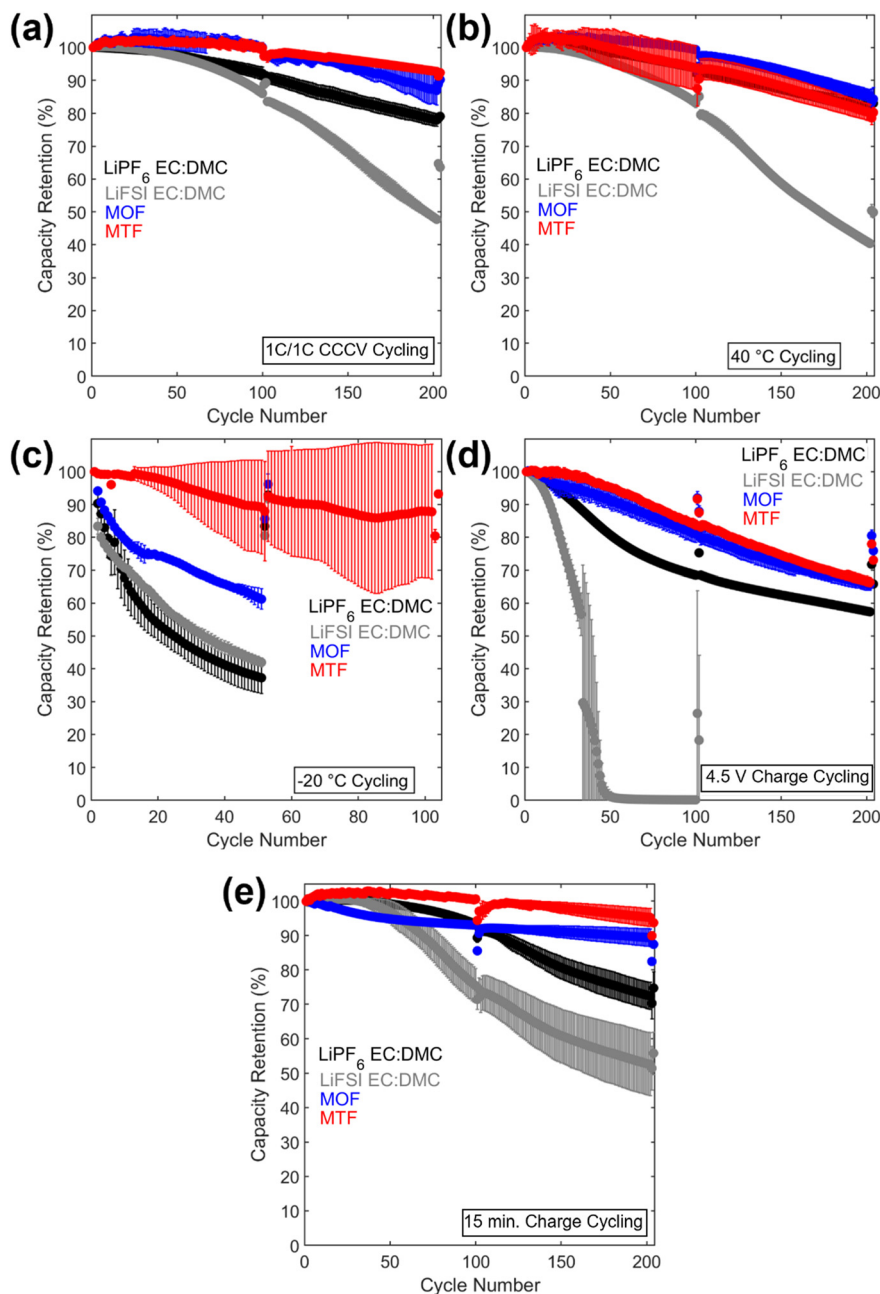 (a)
Capacity Retention (%)
100
90
80
70
60
50
40
30
20
10
0
LiPF6 EC:DMC
LiFSI EC:DMC
MOF
MTF
1C/1C CCCV Cycling
0 50 100 150 200
Cycle Number
(b)
Capacity Retention (%)
100
90
80
70
60
50
40
30
20
10
0
LiPF6 EC:DMC
LiFSI EC:DMC
MOF
MTF
40 °C Cycling
0 50 100 150 200
Cycle Number
(c)
Capacity Retention (%)
100
90
80
70
60
50
40
30
20
10
0
LiPF6 EC:DMC
LiFSI EC:DMC
MOF
MTF
-20 °C Cycling
0 20 40 60 80 100
Cycle Number
(d)
Capacity Retention (%)
100
90
80
70
60
50
40
30
20
10
0
LiPF6 EC:DMC
LiFSI EC:DMC
MOF
MTF
4.5 V Charge Cycling
0 50 100 150 200
Cycle Number
(e)
Capacity Retention (%)
100
90
80
70
60
50
40
30
20
10
0
LiPF6 EC:DMC
LiFSI EC:DMC
MOF
MTF
15 min. Charge Cycling
0 50 100 150 200
Cycle Number